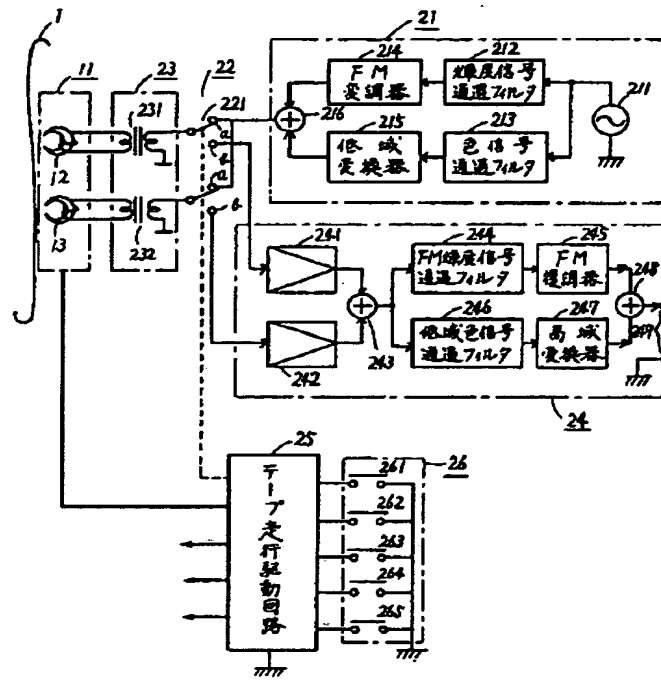 1
11
23
22
21
231
221
12
13
232
a
b
a
b
214
FM
変調器
212
輝度信号
通過フィルタ
211
216
215
低域
変換器
213
色信号
通過フィルタ
241
242
243
244
FM輝度信号
通過フィルタ
245
FM
復調器
246
低域色信号
通過フィルタ
247
高域
変換器
248
249
24
25
テープ走行駆動回路
26
261
262
263
264
265